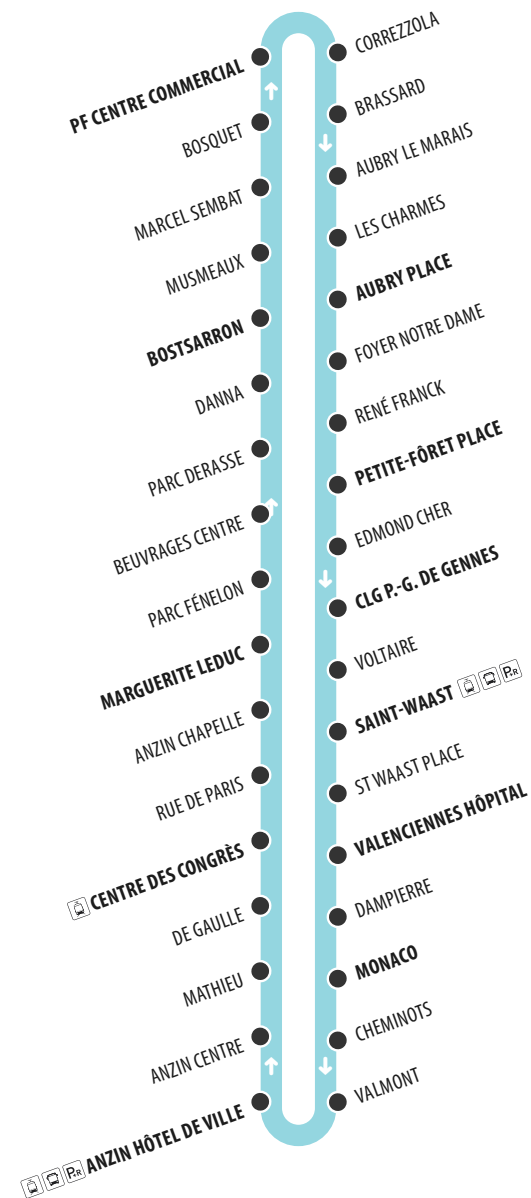 PF CENTRE COMMERCIAL
BOSQUET
MARCEL SEMBAT
MUSMEAUX
BOSTSARRON
DANNA
PARC DERASSE
BEUVRAGES CENTRE
PARC FÉNELON
MARGUERITE LEDUC
ANZIN CHAPELLE
RUE DE PARIS
CENTRE DES CONGRÈS
DE GAULLE
MATHIEU
ANZIN CENTRE
P+R ANZIN HÔTEL DE VILLE
CORREZZOLA
BRASSARD
AUBRY LE MARAIS
LES CHARMES
AUBRY PLACE
FOYER NOTRE DAME
RENÉ FRANCK
PETITE-FÔRET PLACE
EDMOND CHER
CLG P.-G. DE GENNES
VOLTAIRE
SAINT-WAAST P+R
ST WAAST PLACE
VALENCIENNES HÔPITAL
DAMPIERRE
MONACO
CHEMINOTS
VALMONT